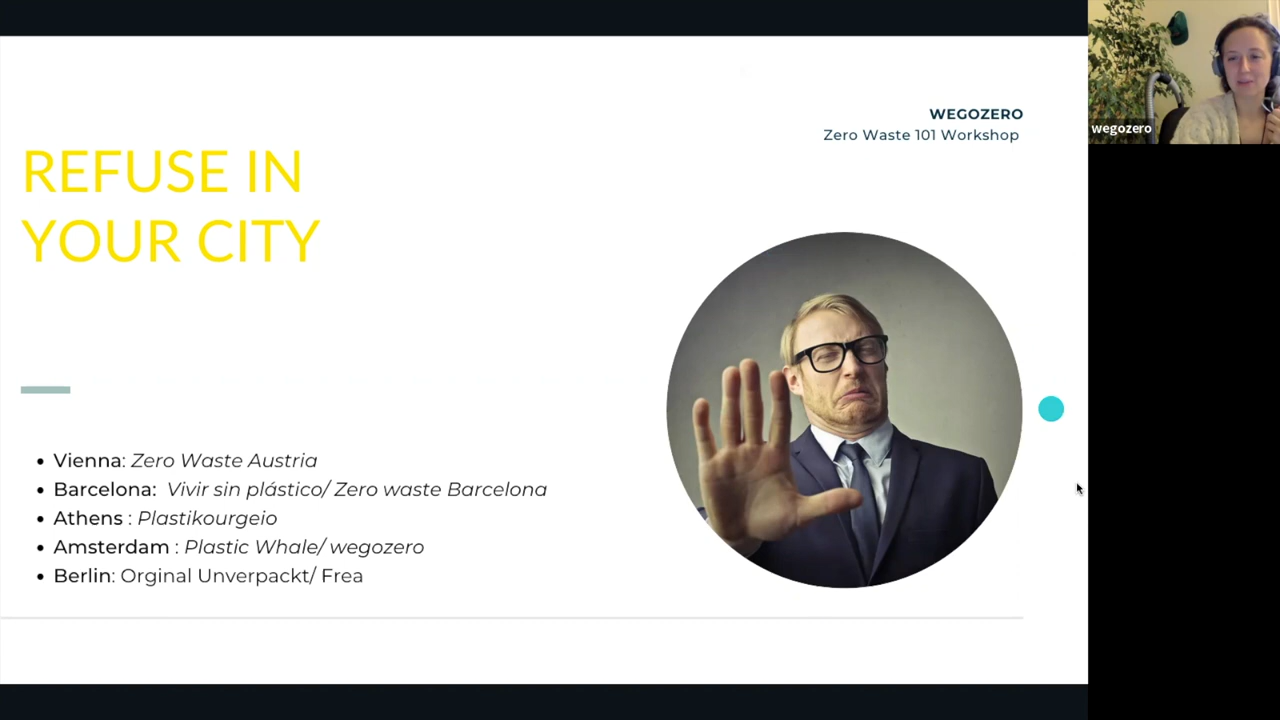 WEGOZERO
Zero Waste 101 Workshop
REFUSE IN
YOUR CITY
• Vienna: Zero Waste Austria
• Barcelona: Vivir sin plástico/ Zero waste Barcelona
• Athens : Plastikourgeio
• Amsterdam : Plastic Whale/ wegozero
• Berlin: Orginal Unverpackt/ Frea
wegozero